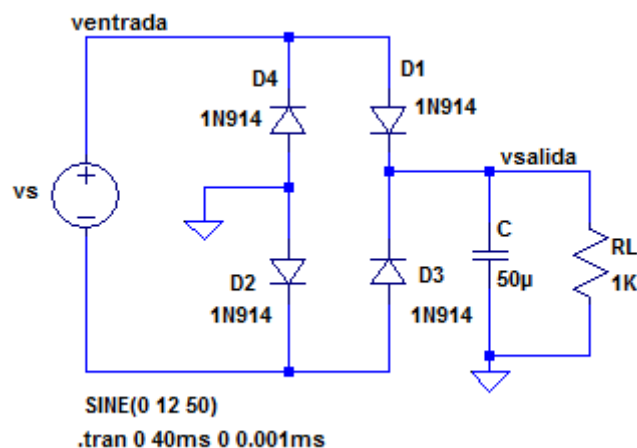 ventrada
D1
D4
1N914
1N914
vsalida
vs
+
−
C
RL
50µ
1K
D2
D3
1N914
1N914
SINE(0 12 50)
.tran 0 40ms 0 0.001ms